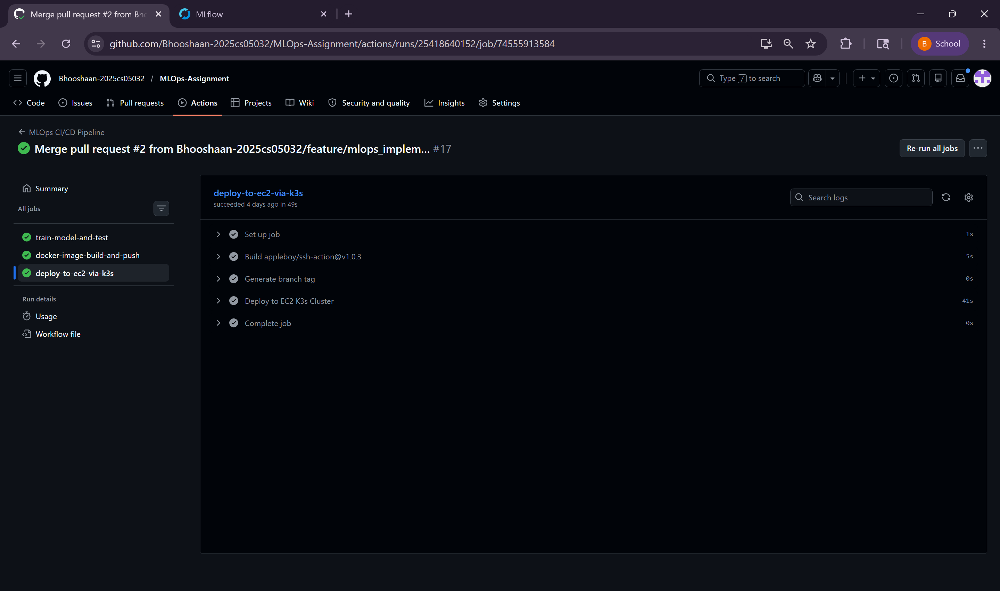 Merge pull request #2 from Bho
MLflow
github.com/Bhooshaan-2025cs05032/MLOps-Assignment/actions/runs/25418640152/job/74555913584
B School
Bhooshaan-2025cs05032 / MLOps-Assignment
Type / to search
Code Issues Pull requests Actions Projects Wiki Security and quality Insights Settings
MLOps CI/CD Pipeline
Merge pull request #2 from Bhooshaan-2025cs05032/feature/mlops_implem... #17
Re-run all jobs
Summary
All jobs
train-model-and-test
docker-image-build-and-push
deploy-to-ec2-via-k3s
Run details
Usage
Workflow file
deploy-to-ec2-via-k3s
succeeded 4 days ago in 49s
Search logs
Set up job 1s
Build appleboy/ssh-action@v1.0.3 5s
Generate branch tag 0s
Deploy to EC2 K3s Cluster 41s
Complete job 0s